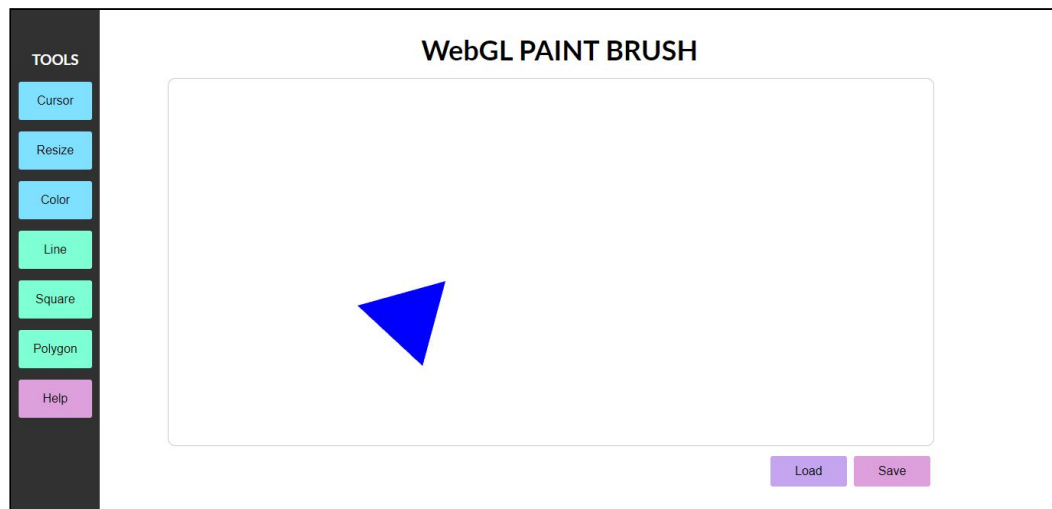 TOOLS
Cursor
Resize
Color
Line
Square
Polygon
Help
WebGL PAINT BRUSH
Load
Save